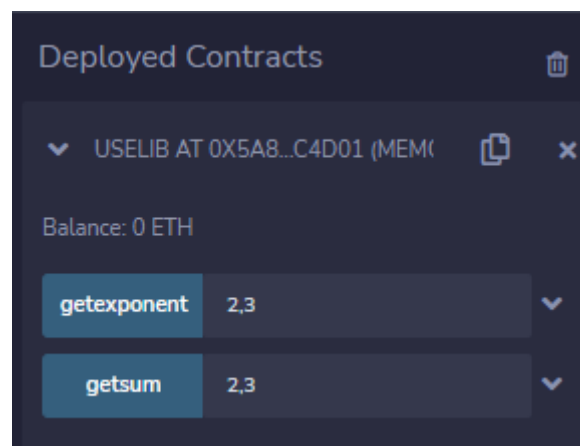 Deployed Contracts
USELIB AT 0X5A8...C4D01 (MEM
Balance: 0 ETH
getexponent 2,3
getsum 2,3